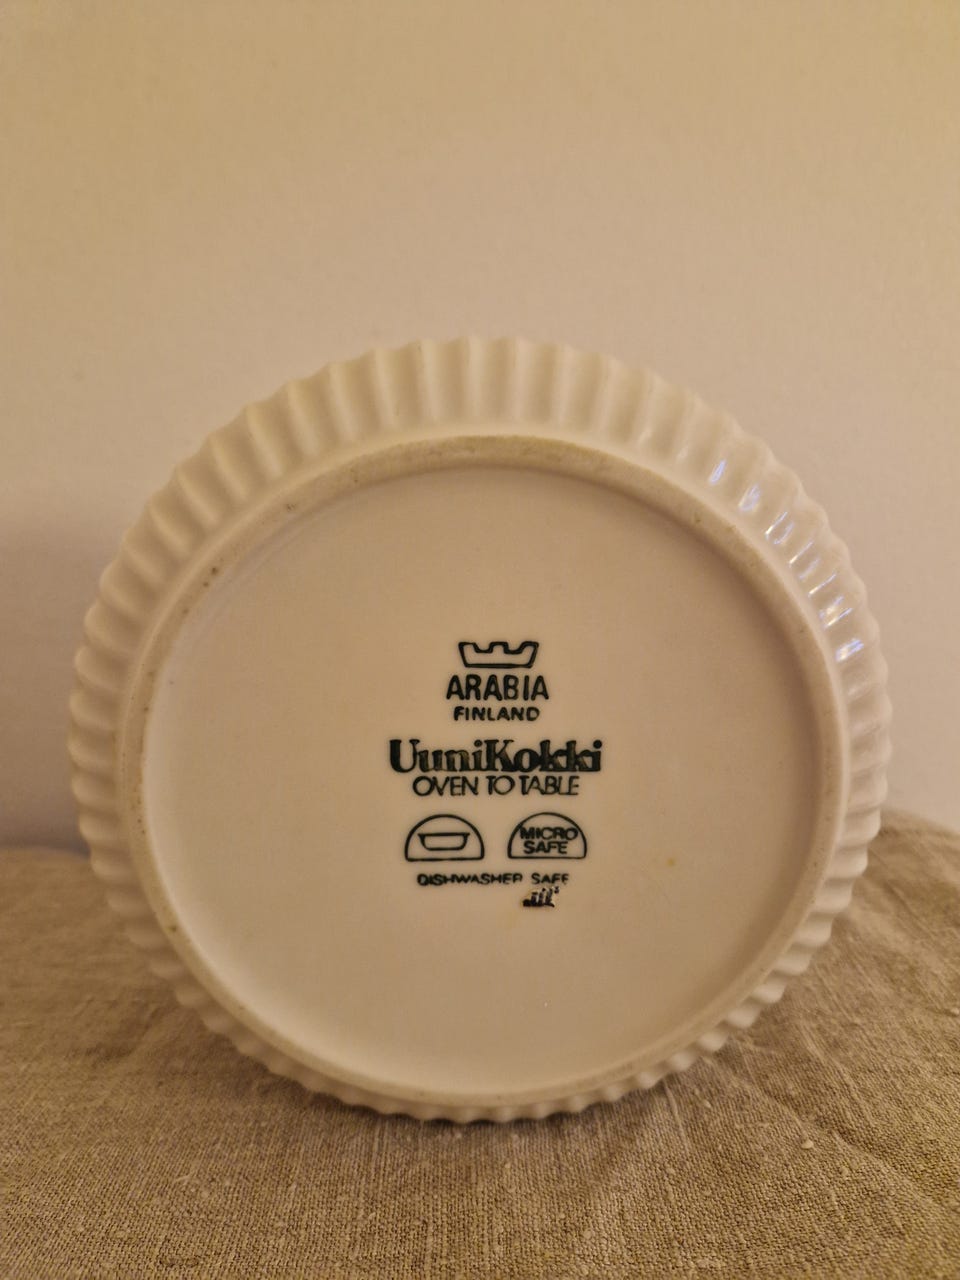 ARABIA
FINLAND
UuniKokki
OVEN TO TABLE
MICRO
SAFE
DISHWASHER SAFE